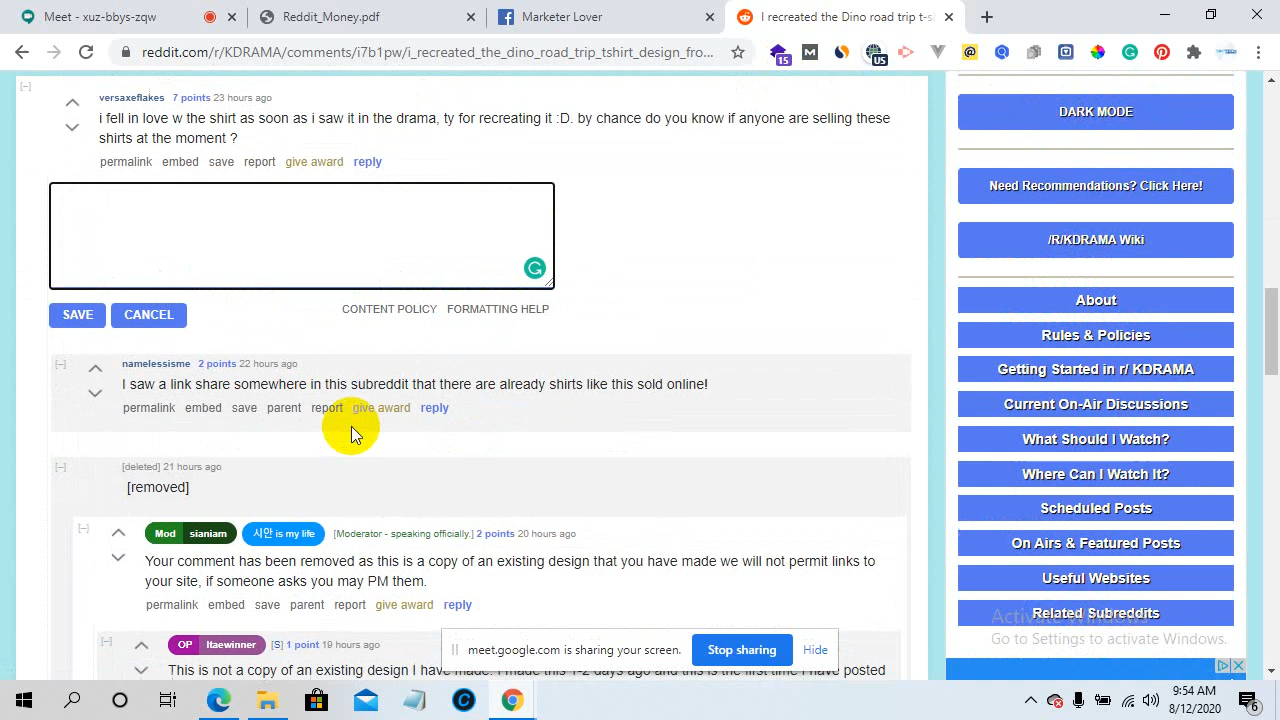 Meet - xuz-bbys-zqw
Reddit_Money.pdf
Marketer Lover
I recreated the Dino road trip t-s
reddit.com/r/KDRAMA/comments/i7b1pw/i_recreated_the_dino_road_trip_tshirt_design_fro...
15
US
versaxeflakes 7 points 23 hours ago
i fell in love w the shirt as soon as i saw it in the drama, ty for recreating it :D. by chance do you know if anyone are selling these
shirts at the moment ?
permalink embed save report give award reply
SAVE
CANCEL
CONTENT POLICY FORMATTING HELP
namelessisme 2 points 22 hours ago
I saw a link share somewhere in this subreddit that there are already shirts like this sold online!
permalink embed save parent report give award reply
[deleted] 21 hours ago
[removed]
Mod sianiam 시안 is my life [Moderator - speaking officially.] 2 points 20 hours ago
Your comment has been removed as this is a copy of an existing design that you have made we will not permit links to
your site, if someone asks you may PM them.
permalink embed save parent report give award reply
OP ltaewinner [S] 1 point 19 hours ago
This is not a copy of an existing design I have made. I made this 1-2 days ago and this is the first time I have posted
DARK MODE
Need Recommendations? Click Here!
/R/KDRAMA Wiki
About
Rules & Policies
Getting Started in r/ KDRAMA
Current On-Air Discussions
What Should I Watch?
Where Can I Watch It?
Scheduled Posts
On Airs & Featured Posts
Useful Websites
Related Subreddits
Activate Windows
Go to Settings to activate Windows.
meet.google.com is sharing your screen.
Stop sharing
Hide
9:54 AM
8/12/2020
6